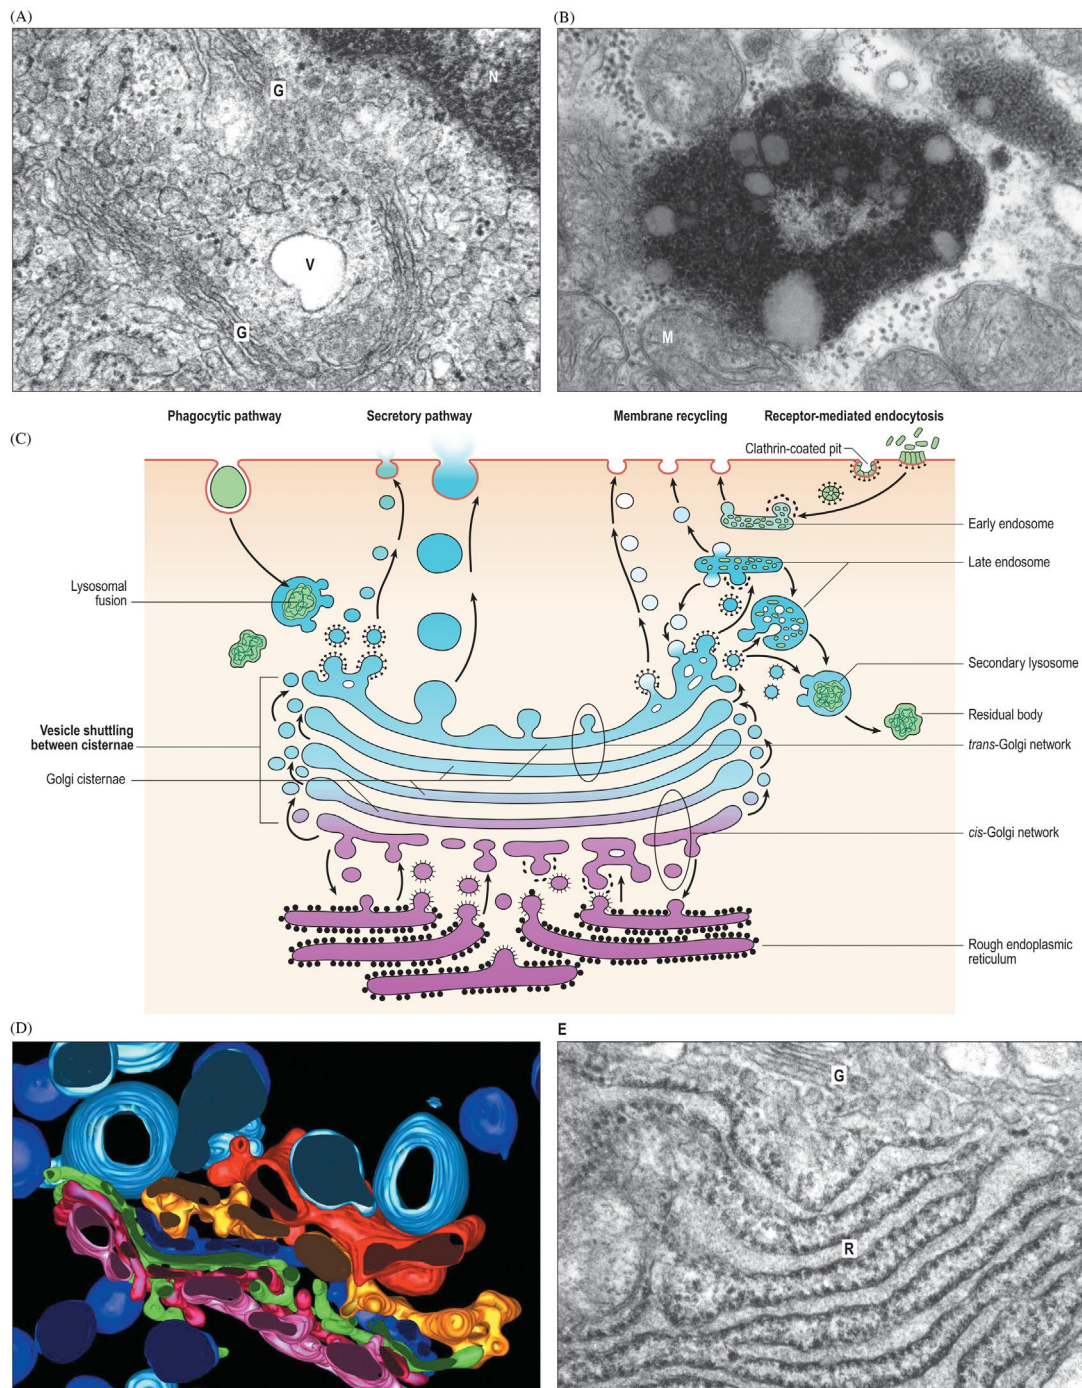 (A)
(B)
N
G
V
G
M
Phagocytic pathway
Secretory pathway
Membrane recycling
Receptor-mediated endocytosis
(C)
Clathrin-coated pit
Early endosome
Late endosome
Lysosomal
fusion
Secondary lysosome
Residual body
Vesicle shuttling
between cisternae
trans-Golgi network
Golgi cisternae
cis-Golgi network
Rough endoplasmic
reticulum
(D)
E
G
R